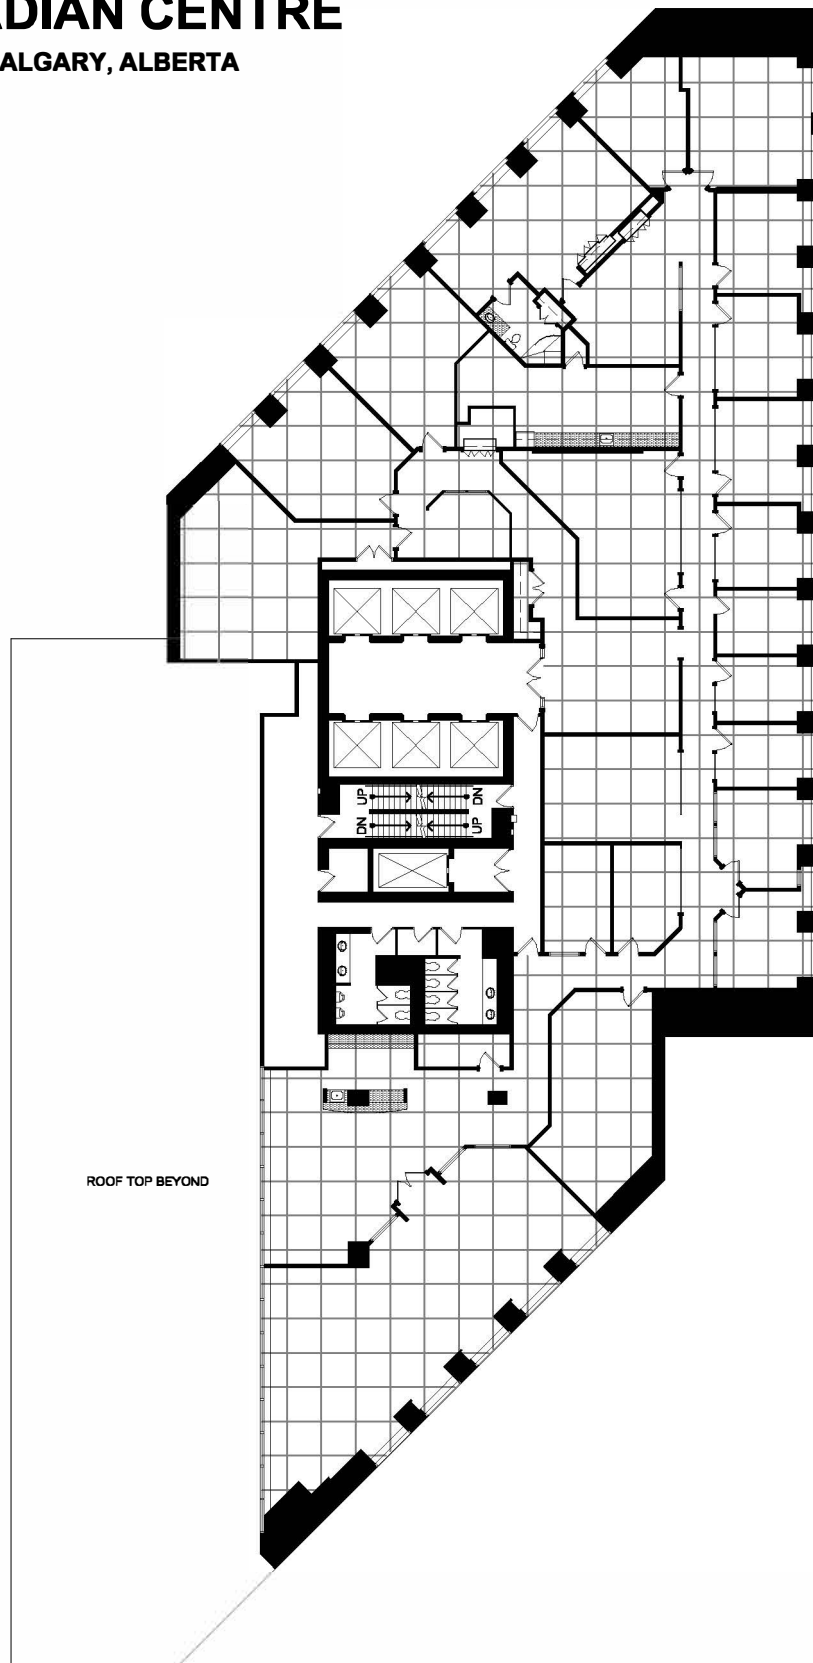 ADIAN CENTRE
ALGARY, ALBERTA
UP
DN
DN
UP
ROOF TOP BEYOND